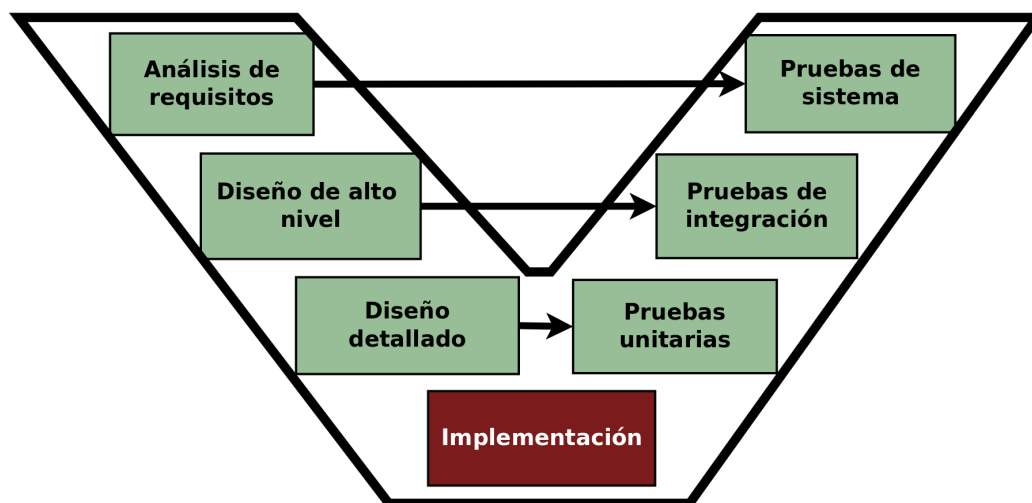 Análisis de
requisitos
Pruebas de
sistema
Diseño de alto
nivel
Pruebas de
integración
Diseño
detallado
Pruebas
unitarias
Implementación